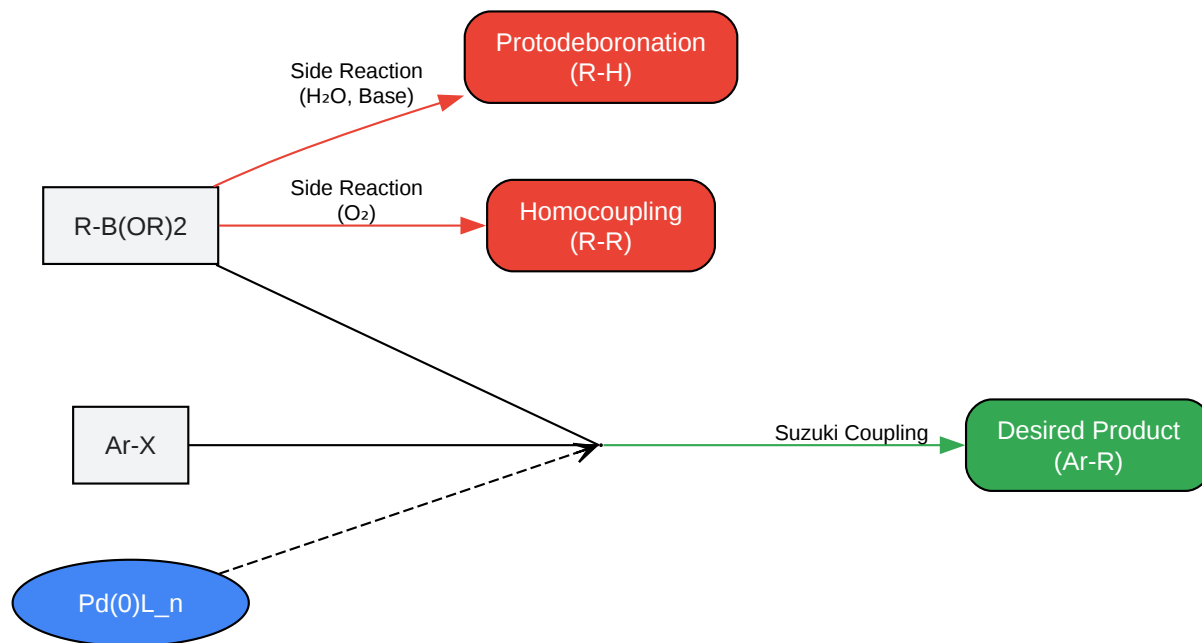 Protodeboronation
(R-H)
Side Reaction
(H₂O, Base)
Side Reaction
(O₂)
R-B(OR)2
Homocoupling
(R-R)
Ar-X
Suzuki Coupling
Desired Product
(Ar-R)
Pd(0)L_n